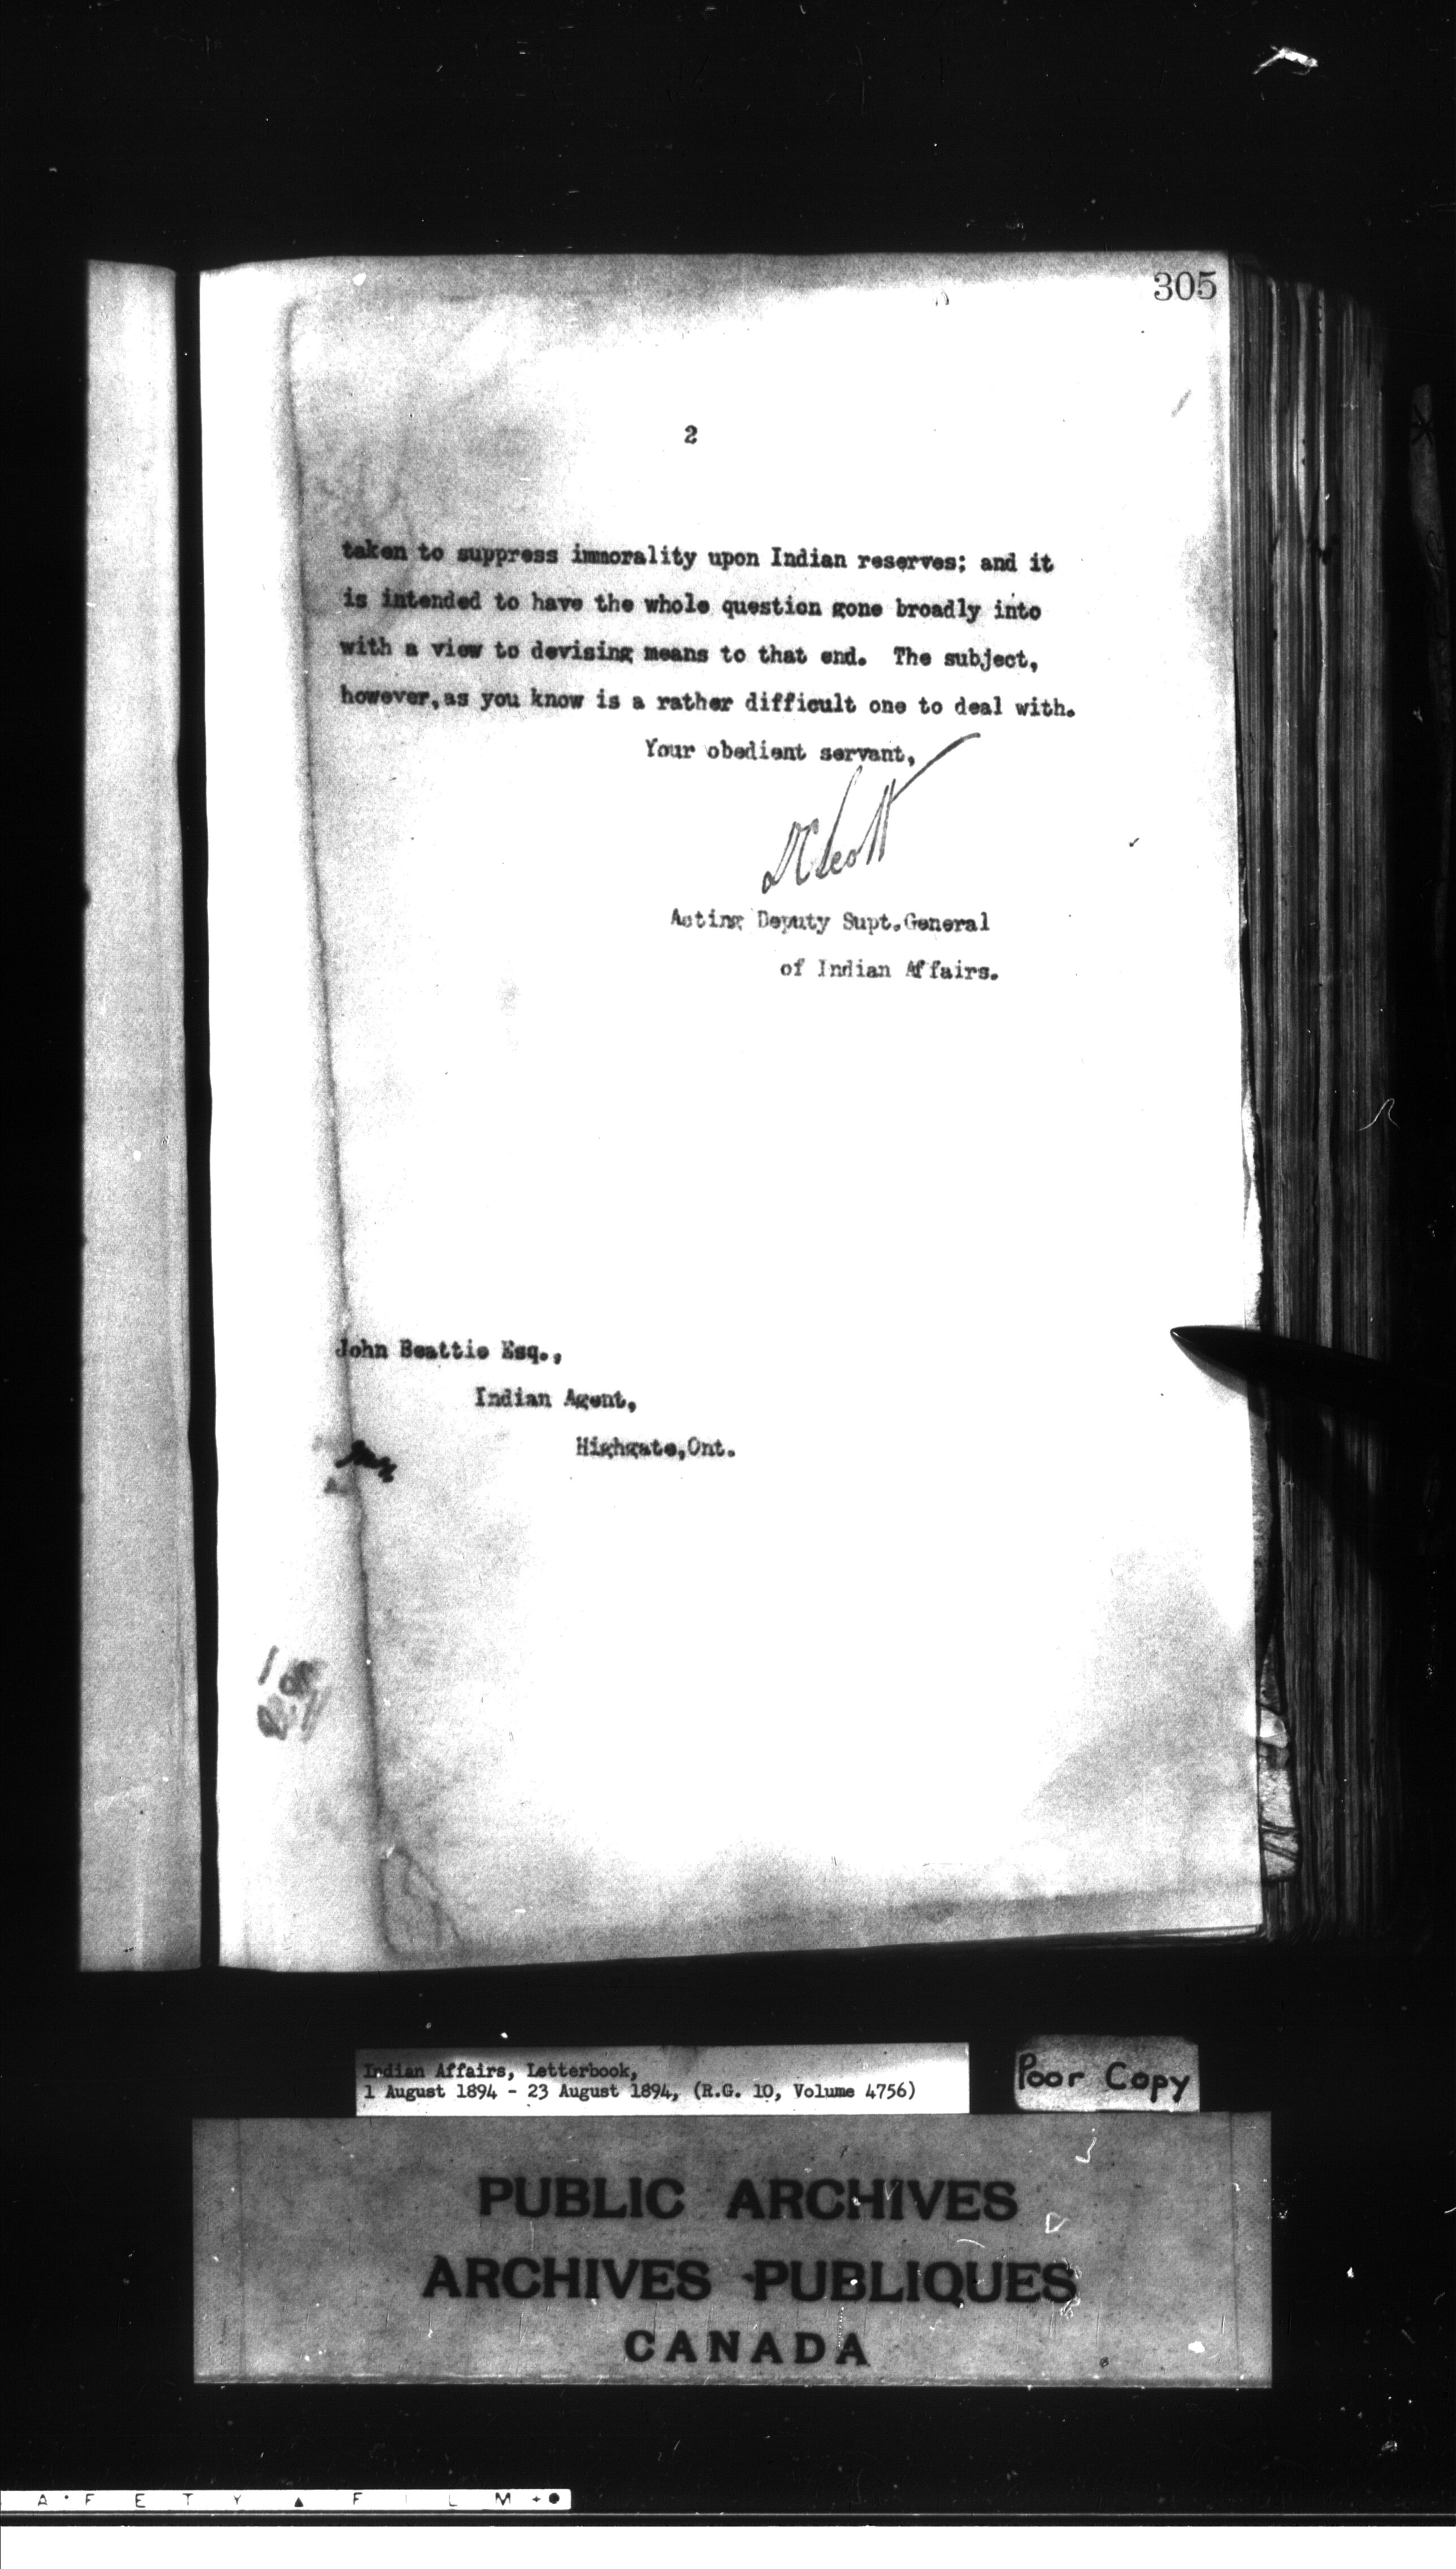 305
2
taken to suppress immorality upon Indian reserves; and it
is intended to have the whole question gone broadly into
with a view to devising means to that end. The subject,
however, as you know is a rather difficult one to deal with.
Your obedient servant,
D C Scott
Acting Deputy Supt. General
of Indian Affairs.
John Beattie Esq.,
Indian Agent,
Highgate, Ont.
Indian Affairs, Letterbook,
1 August 1894 - 23 August 1894, (R.G. 10, Volume 4756)
Poor Copy
PUBLIC ARCHIVES
ARCHIVES PUBLIQUES
CANADA
A FETY FILM